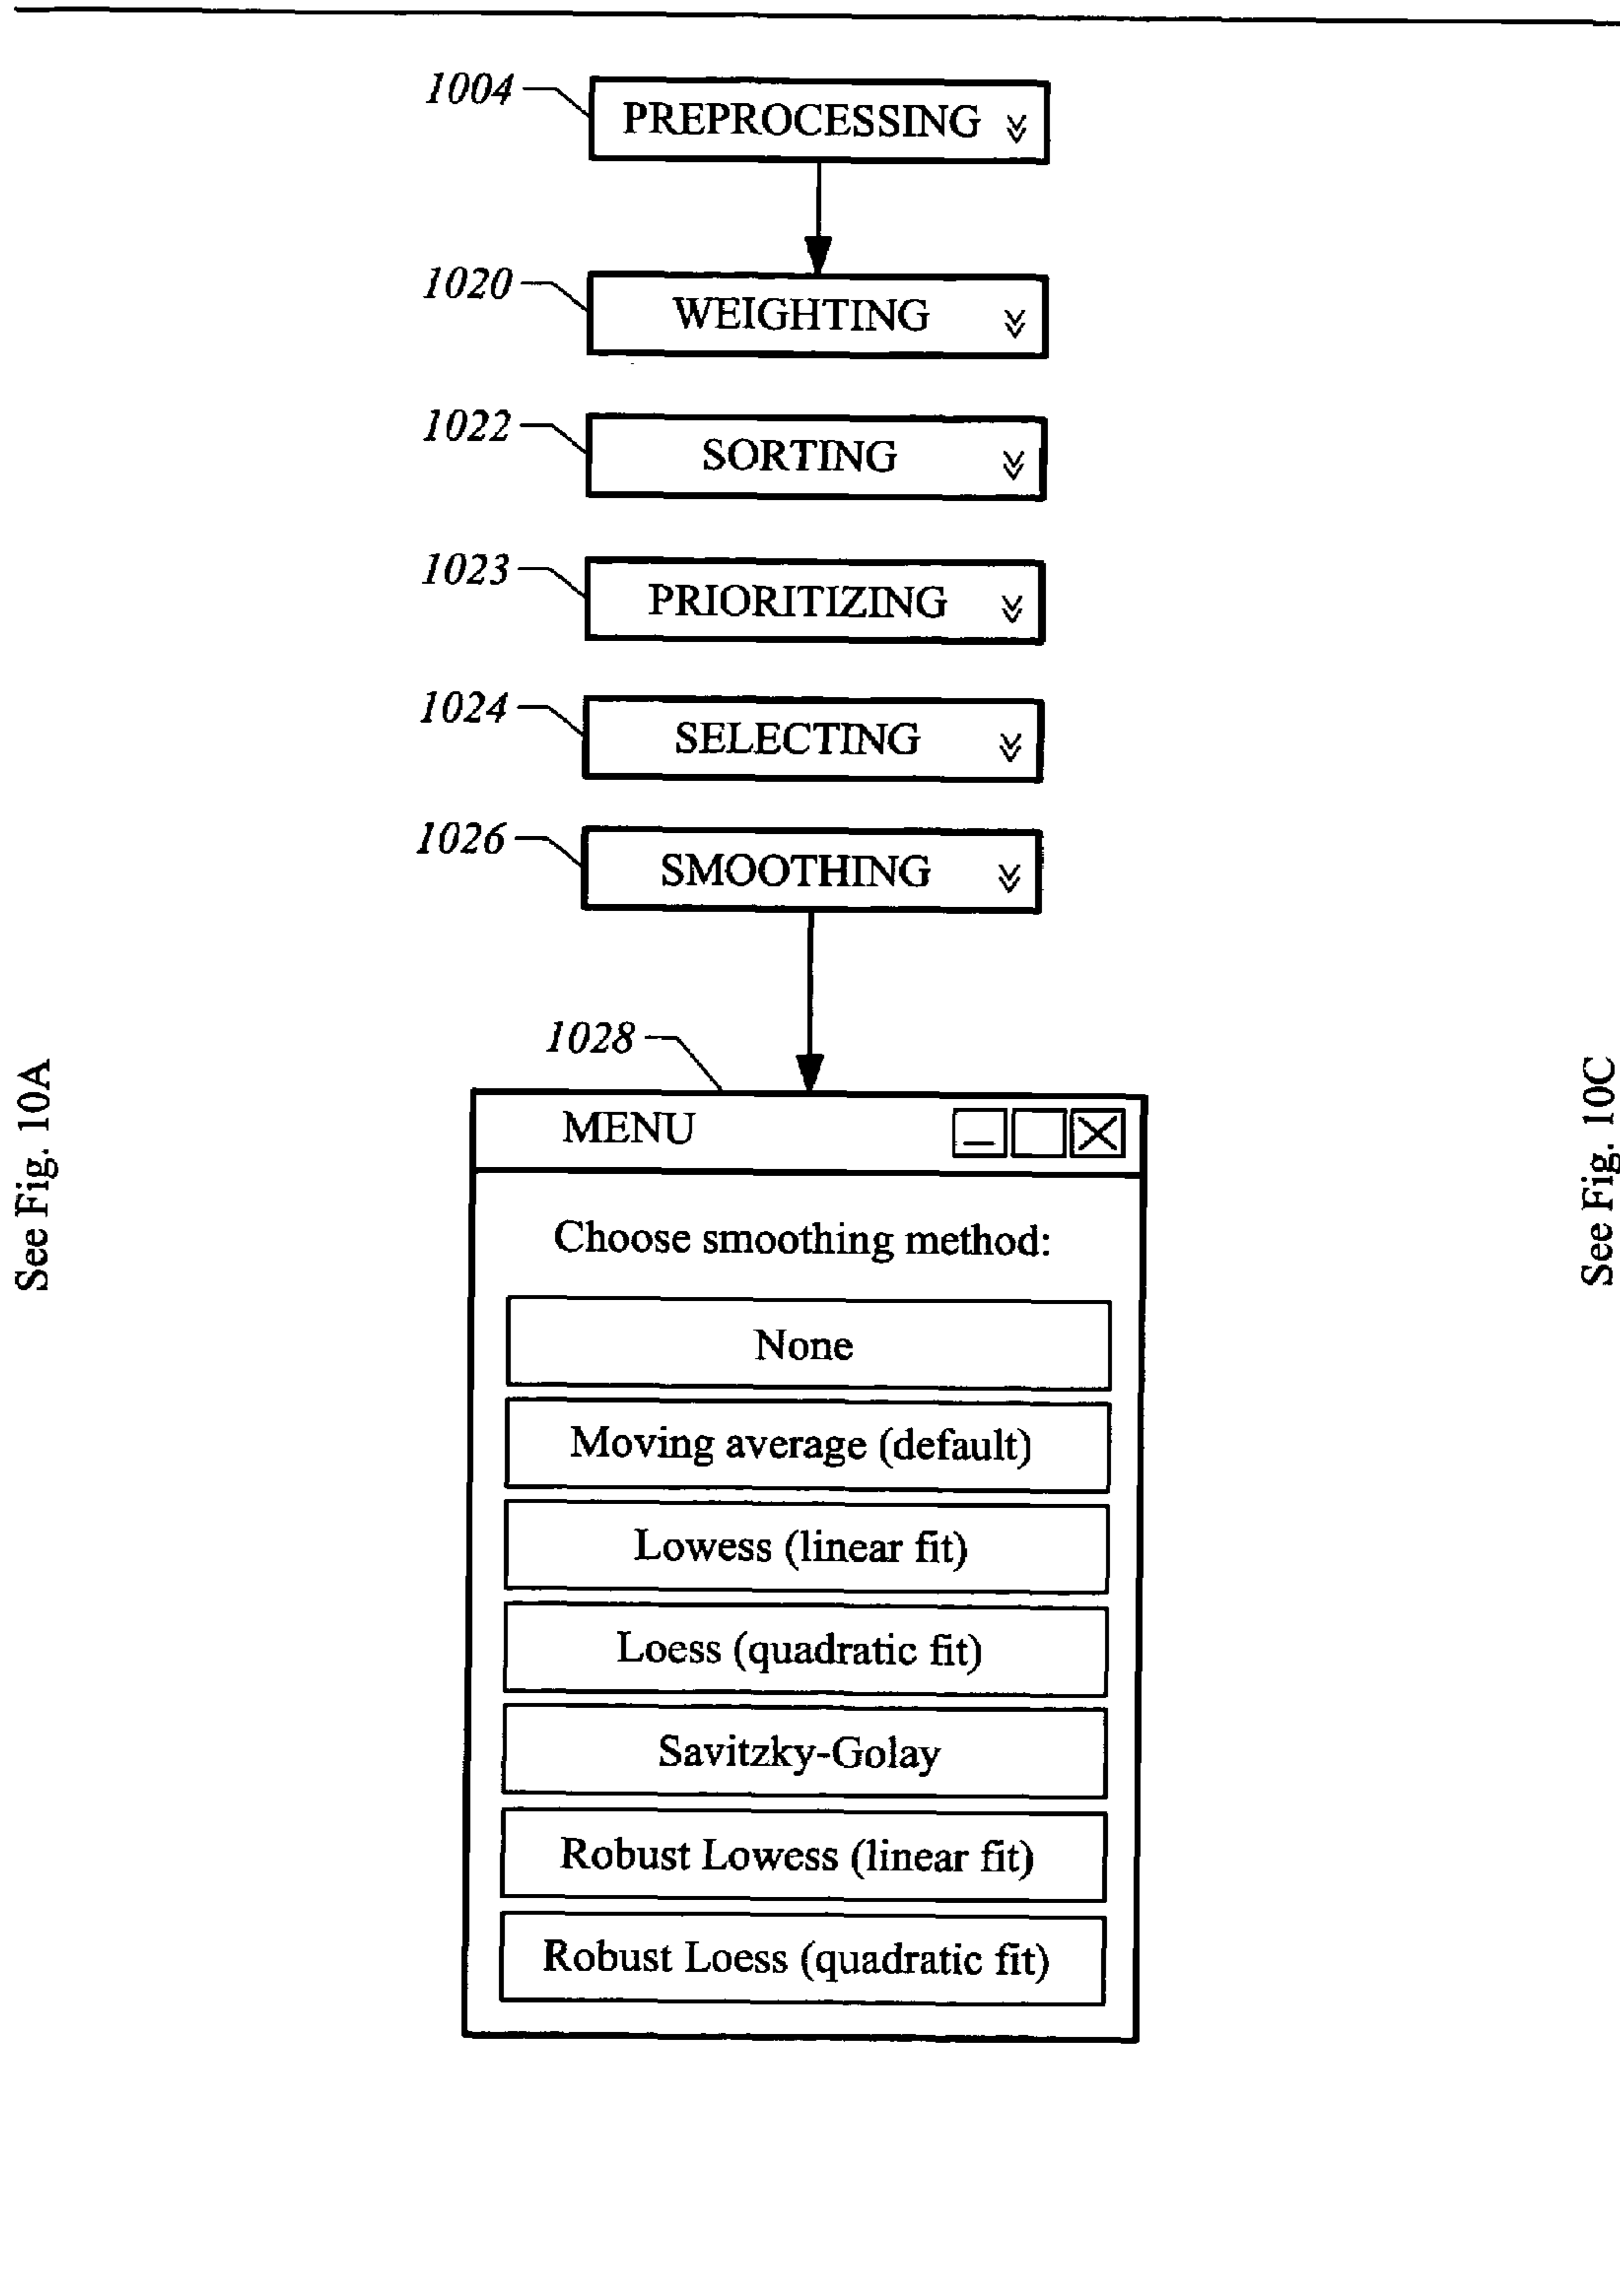 1004
PREPROCESSING
1020
WEIGHTING
1022
SORTING
1023
PRIORITIZING
1024
SELECTING
1026
SMOOTHING
See Fig. 10A
See Fig. 10C
1028
MENU
Choose smoothing method:
None
Moving average (default)
Lowess (linear fit)
Loess (quadratic fit)
Savitzky-Golay
Robust Lowess (linear fit)
Robust Loess (quadratic fit)